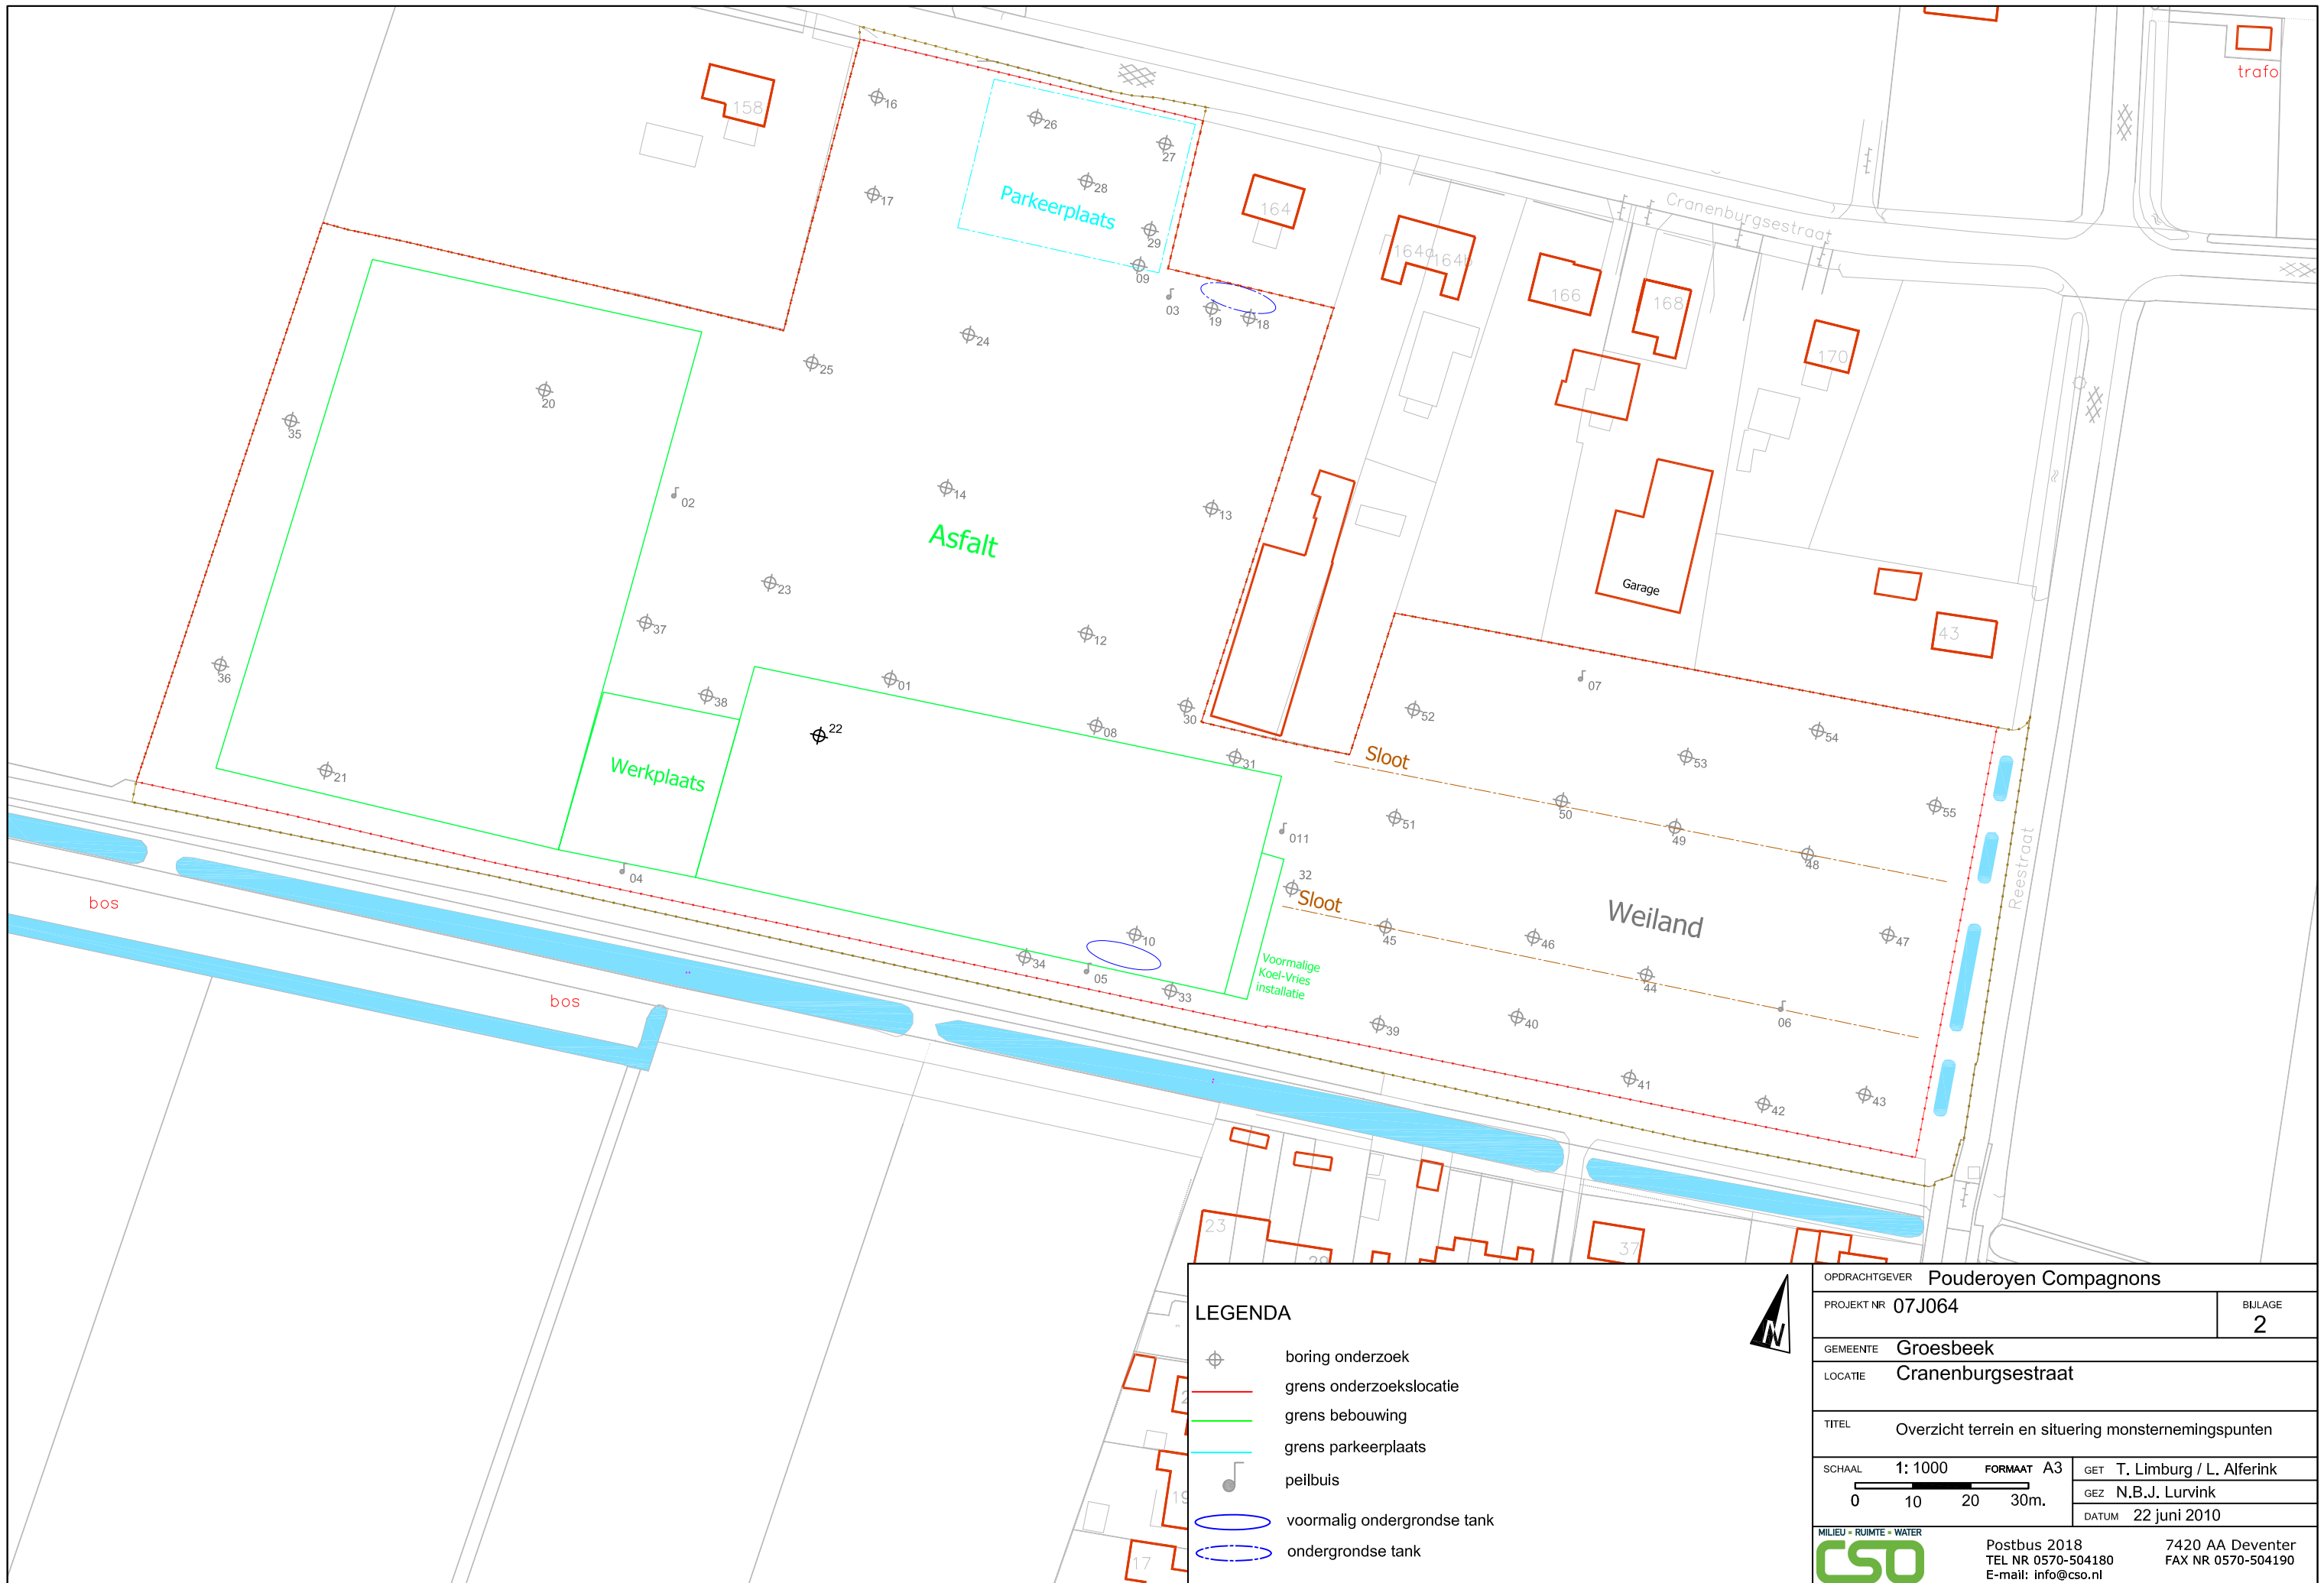 trafo
158
16
26
27
28
Parkeerplaats
17
29
164
Cranenburgsestraat
09
164a
164b
03
19
18
166
168
24
25
170
20
35
02
14
13
Asfalt
23
Garage
37
12
43
36
01
38
07
30
52
22
08
54
31
Sloot
53
21
Werkplaats
50
51
55
011
49
Reestraat
48
04
32
bos
Sloot
Weiland
45
10
46
47
34
05
Voormalige
Koel-Vries
installatie
33
44
bos
06
39
40
41
42
43
23
37
19
17
LEGENDA
N
boring onderzoek
grens onderzoekslocatie
grens bebouwing
grens parkeerplaats
peilbuis
voormalig ondergrondse tank
ondergrondse tank
OPDRACHTGEVER Pouderoyen Compagnons
PROJEKT NR 07J064
BIJLAGE
2
GEMEENTE Groesbeek
LOCATIE Cranenburgsestraat
TITEL Overzicht terrein en situering monsternemingspunten
SCHAAL 1: 1000 FORMAAT A3
0 10 20 30m.
GET T. Limburg / L. Alferink
GEZ N.B.J. Lurvink
DATUM 22 juni 2010
MILIEU - RUIMTE - WATER
CSO
Postbus 2018 7420 AA Deventer
TEL NR 0570-504180 FAX NR 0570-504190
E-mail: info@cso.nl